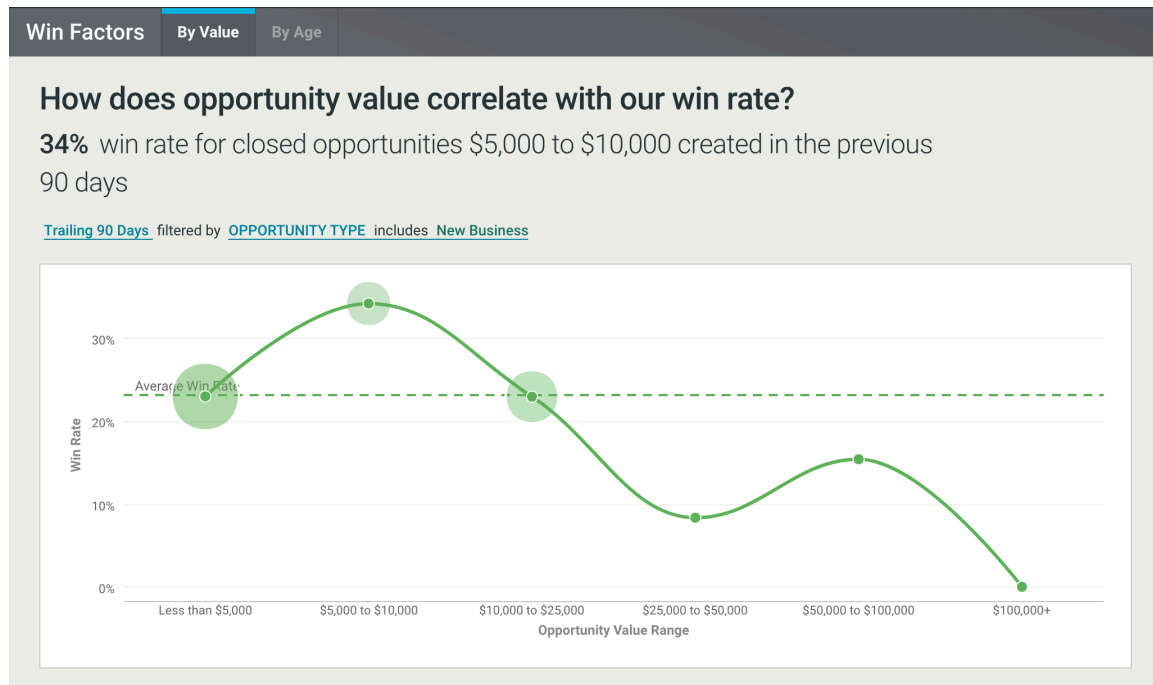 Win Factors By Value By Age
How does opportunity value correlate with our win rate?
34% win rate for closed opportunities $5,000 to $10,000 created in the previous
90 days
Trailing 90 Days filtered by OPPORTUNITY TYPE includes New Business
30%
Average Win Rate
20%
Win Rate
10%
0%
Less than $5,000 $5,000 to $10,000 $10,000 to $25,000 $25,000 to $50,000 $50,000 to $100,000 $100,000+
Opportunity Value Range